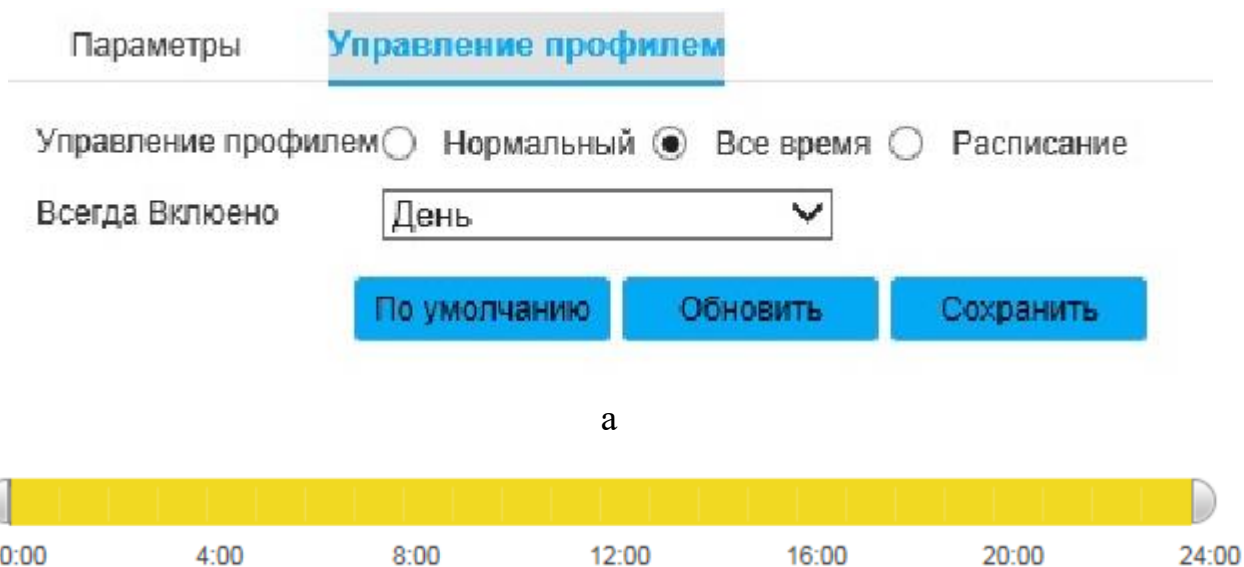 Параметры Управление профилем
Управление профилем Нормальный Все время Расписание
Всегда Вклюено День
По умолчанию Обновить Сохранить
а
0:00 4:00 8:00 12:00 16:00 20:00 24:00